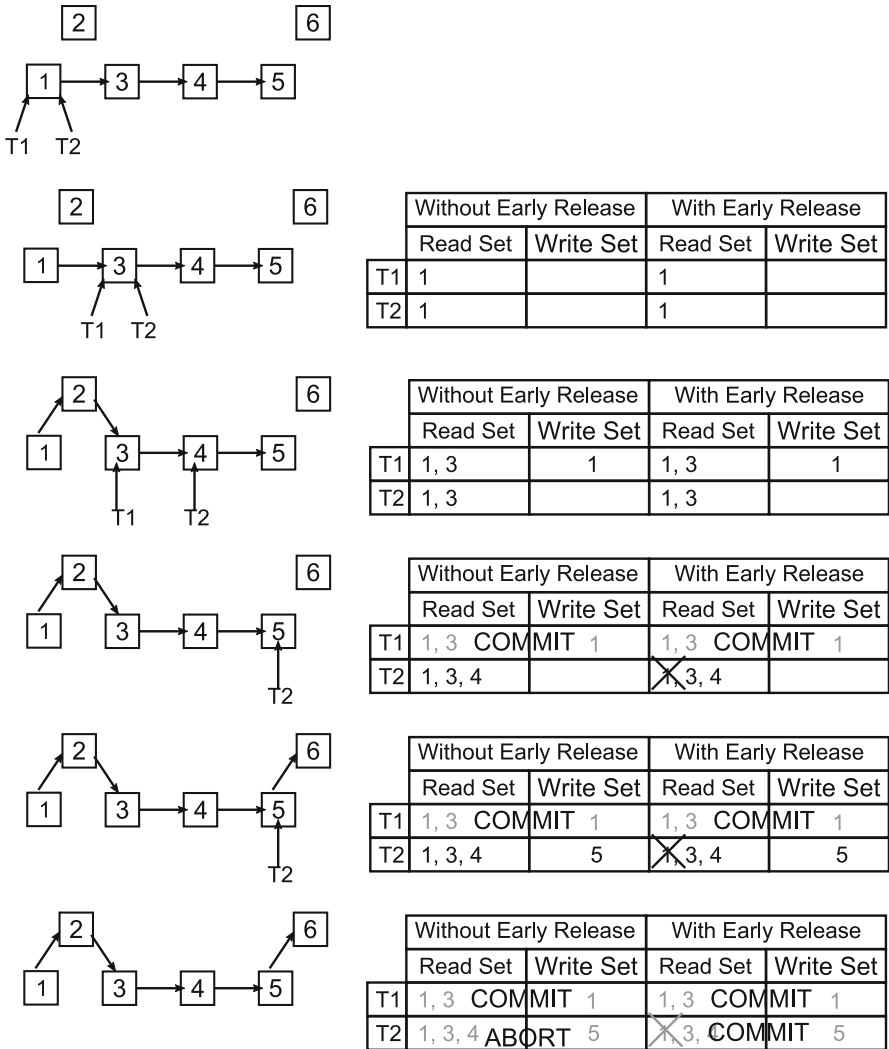 2 6
1 3 4 5
T1 T2
2 6
1 3 4 5
T1 T2
Without Early Release With Early Release
Read Set Write Set Read Set Write Set
T1 1 1
T2 1 1
2 6
1 3 4 5
T1 T2
Without Early Release With Early Release
Read Set Write Set Read Set Write Set
T1 1, 3 1 1, 3 1
T2 1, 3 1, 3
2 6
1 3 4 5
T2
Without Early Release With Early Release
Read Set Write Set Read Set Write Set
T1 1, 3 COMMIT 1 1, 3 COMMIT 1
T2 1, 3, 4 1, 3, 4
2 6
1 3 4 5
T2
Without Early Release With Early Release
Read Set Write Set Read Set Write Set
T1 1, 3 COMMIT 1 1, 3 COMMIT 1
T2 1, 3, 4 5 1, 3, 4 5
2 6
1 3 4 5
Without Early Release With Early Release
Read Set Write Set Read Set Write Set
T1 1, 3 COMMIT 1 1, 3 COMMIT 1
T2 1, 3, 4 ABORT 5 1, 3, 4 COMMIT 5